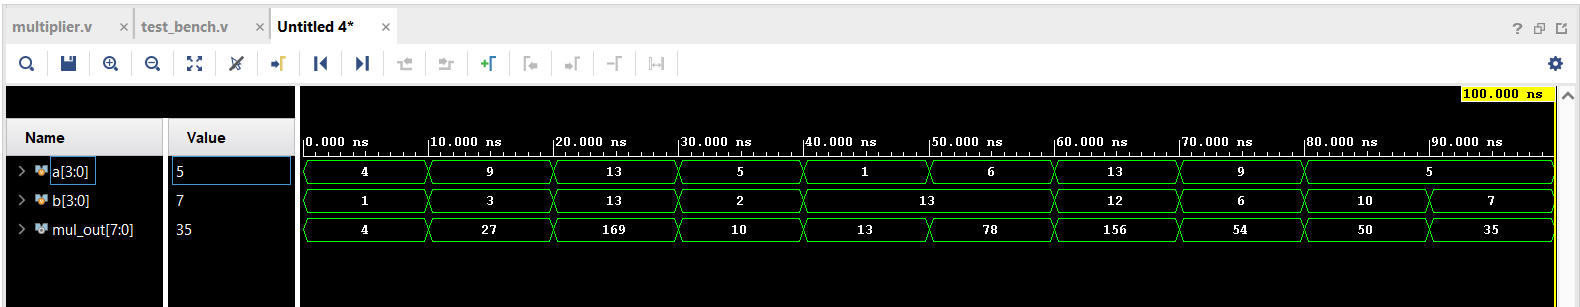 multiplier.v × test_bench.v × Untitled 4* ×
?
100.000 ns
Name Value
0.000 ns 10.000 ns 20.000 ns 30.000 ns 40.000 ns 50.000 ns 60.000 ns 70.000 ns 80.000 ns 90.000 ns
a[3:0] 5 4 9 13 5 1 6 13 9 5
b[3:0] 7 1 3 13 2 13 12 6 10 7
mul_out[7:0] 35 4 27 169 10 13 78 156 54 50 35